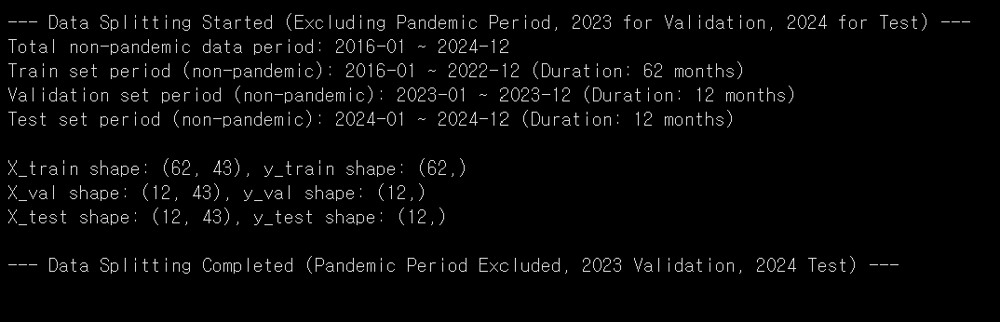 --- Data Splitting Started (Excluding Pandemic Period, 2023 for Validation, 2024 for Test) ---
Total non-pandemic data period: 2016-01 ~ 2024-12
Train set period (non-pandemic): 2016-01 ~ 2022-12 (Duration: 62 months)
Validation set period (non-pandemic): 2023-01 ~ 2023-12 (Duration: 12 months)
Test set period (non-pandemic): 2024-01 ~ 2024-12 (Duration: 12 months)
X_train shape: (62, 43), y_train shape: (62,)
X_val shape: (12, 43), y_val shape: (12,)
X_test shape: (12, 43), y_test shape: (12,)
--- Data Splitting Completed (Pandemic Period Excluded, 2023 Validation, 2024 Test) ---